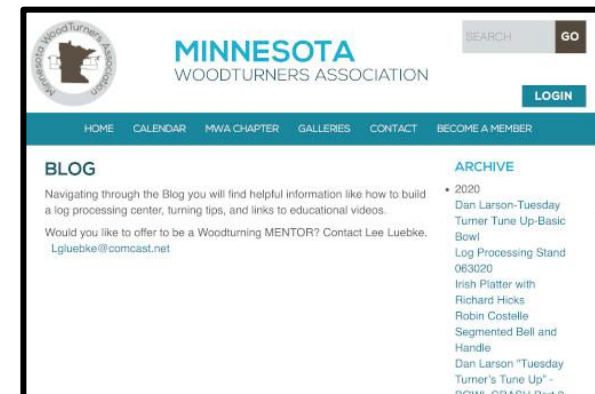 Minnesota WoodTurners Association
MINNESOTA
WOODTURNERS ASSOCIATION
SEARCH
GO
LOGIN
HOME CALENDAR MWA CHAPTER GALLERIES CONTACT BECOME A MEMBER
BLOG
Navigating through the Blog you will find helpful information like how to build
a log processing center, turning tips, and links to educational videos.
Would you like to offer to be a Woodturning MENTOR? Contact Lee Luebke.
Lgluebke@comcast.net
ARCHIVE
• 2020
Dan Larson-Tuesday
Turner Tune Up-Basic
Bowl
Log Processing Stand
063020
Irish Platter with
Richard Hicks
Robin Costelle
Segmented Bell and
Handle
Dan Larson "Tuesday
Turner's Tune Up" -